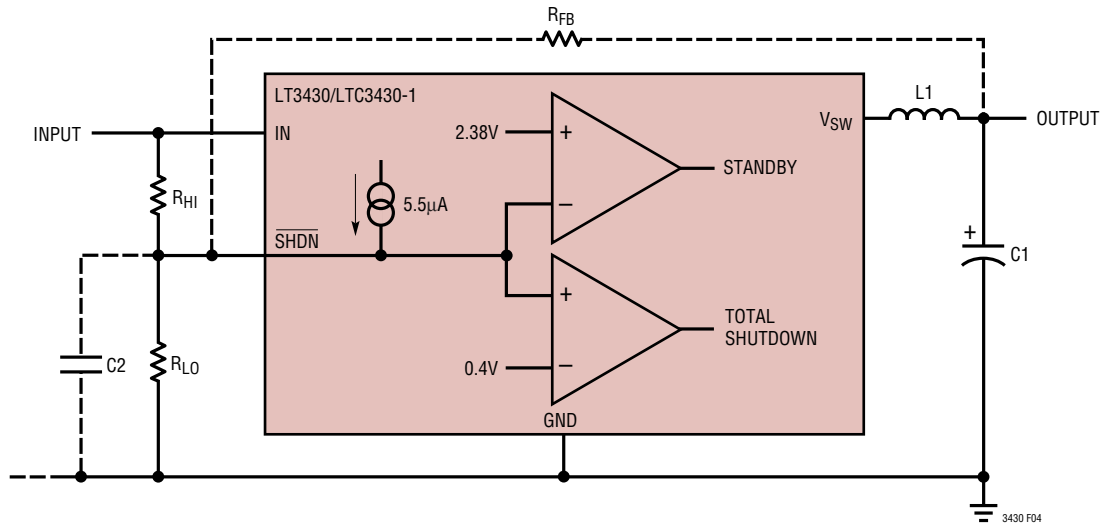 R_FB
LT3430/LTC3430-1
L1
INPUT
IN
2.38V
+
V_SW
OUTPUT
STANDBY
R_HI
5.5µA
–
S̅H̅D̅N̅
+
C1
+
TOTAL
SHUTDOWN
C2
R_LO
0.4V
–
GND
3430 F04